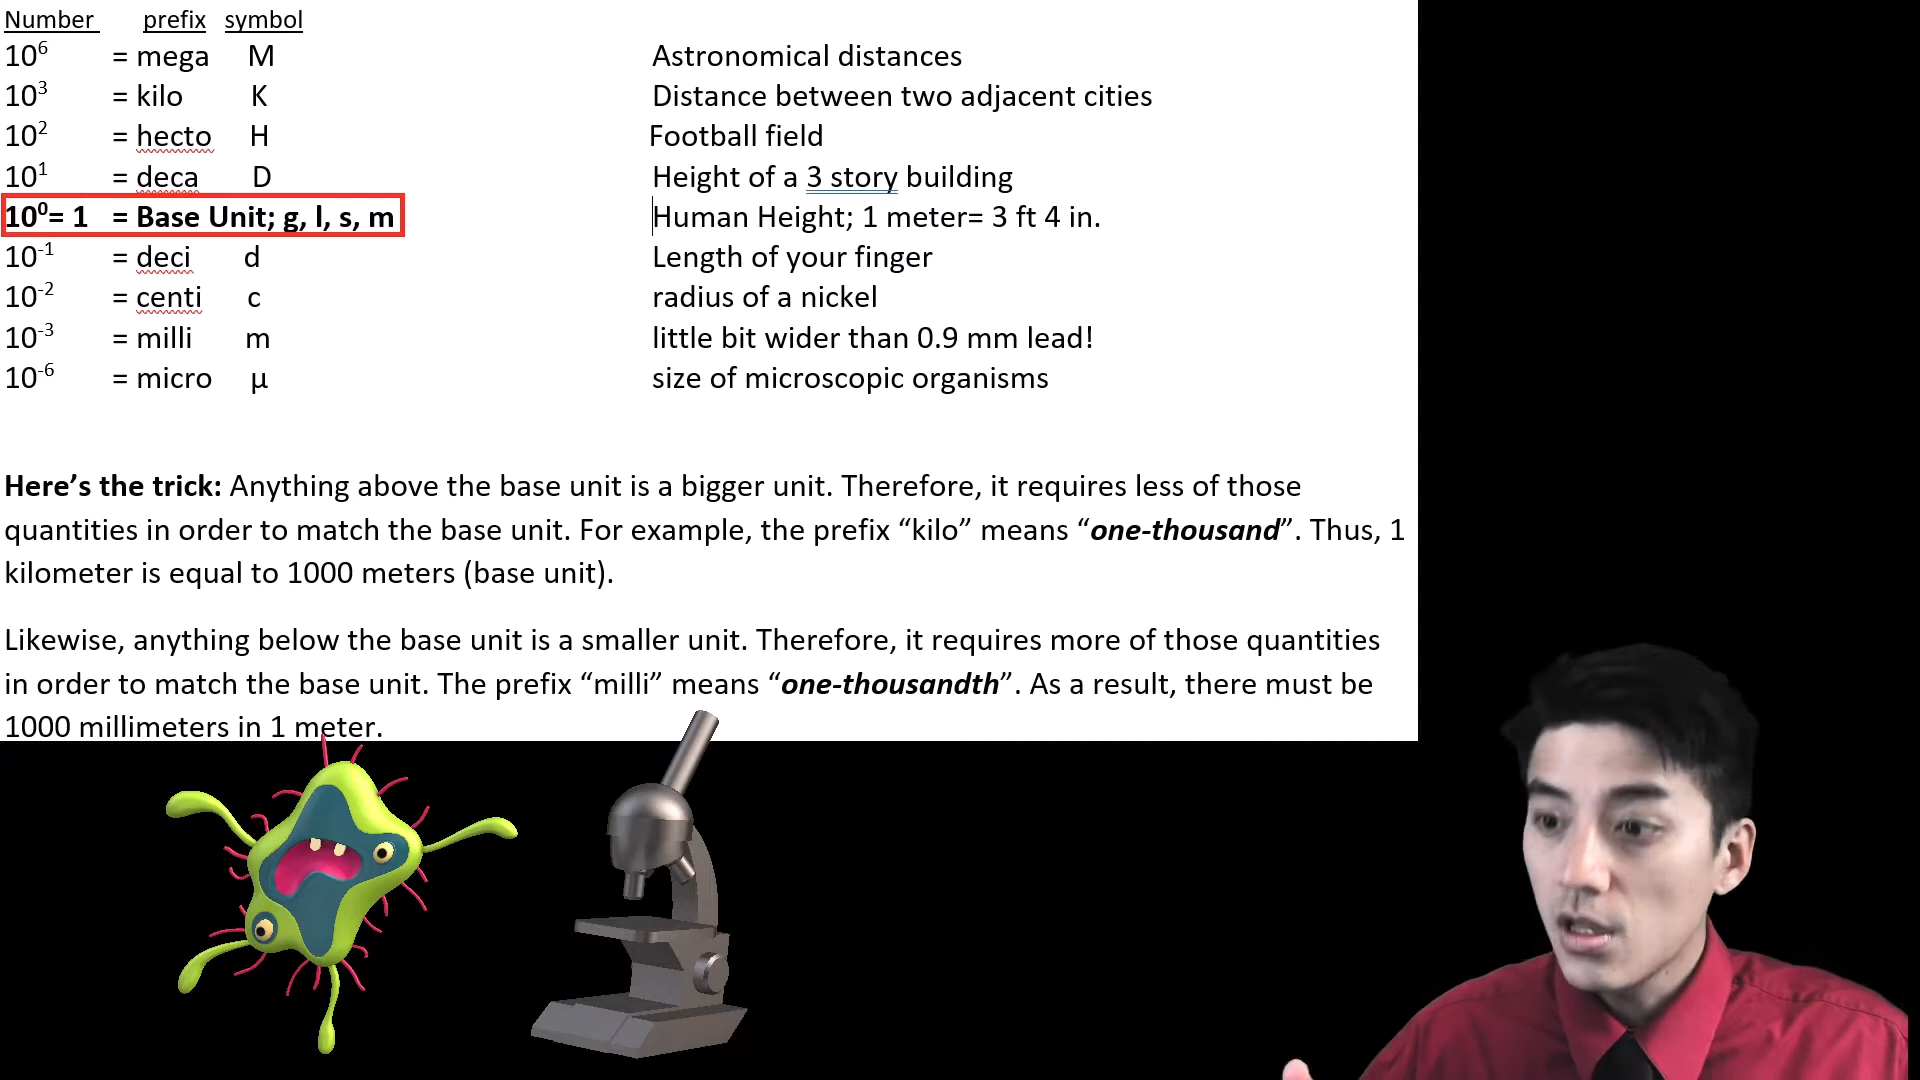 Number prefix symbol
10⁶ = mega M Astronomical distances
10³ = kilo K Distance between two adjacent cities
10² = hecto H Football field
10¹ = deca D Height of a 3 story building
10⁰= 1 = Base Unit; g, l, s, m Human Height; 1 meter= 3 ft 4 in.
10⁻¹ = deci d Length of your finger
10⁻² = centi c radius of a nickel
10⁻³ = milli m little bit wider than 0.9 mm lead!
10⁻⁶ = micro µ size of microscopic organisms
Here’s the trick: Anything above the base unit is a bigger unit. Therefore, it requires less of those
quantities in order to match the base unit. For example, the prefix “kilo” means “one-thousand”. Thus, 1
kilometer is equal to 1000 meters (base unit).
Likewise, anything below the base unit is a smaller unit. Therefore, it requires more of those quantities
in order to match the base unit. The prefix “milli” means “one-thousandth”. As a result, there must be
1000 millimeters in 1 meter.